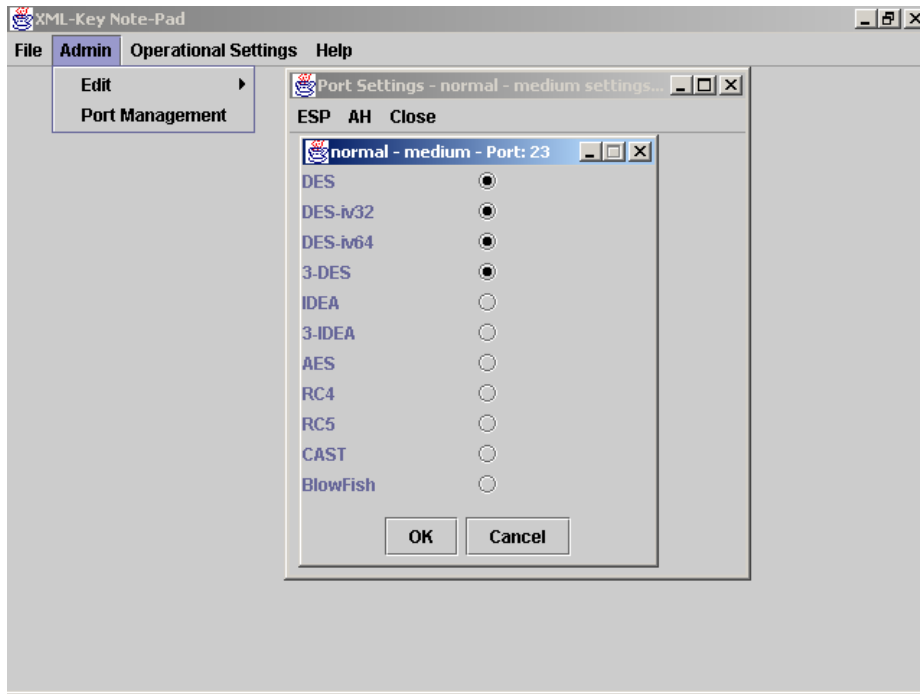 XML-Key Note-Pad
File Admin Operational Settings Help
Edit
Port Management
Port Settings - normal - medium settings...
ESP AH Close
normal - medium - Port: 23
DES
DES-iv32
DES-iv64
3-DES
IDEA
3-IDEA
AES
RC4
RC5
CAST
BlowFish
OK Cancel